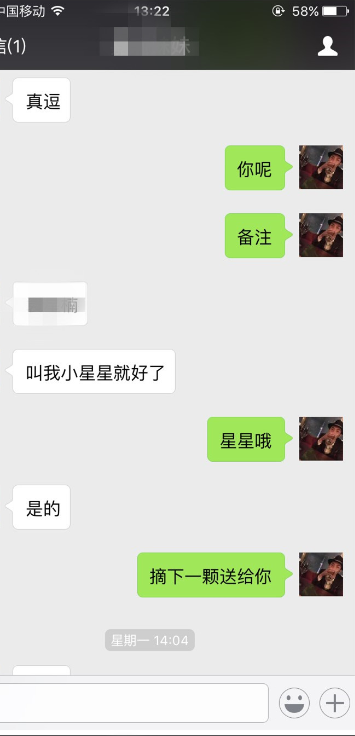 中国移动 13:22 58%
信(1) 妹
真逗
你呢
备注
叫我小星星就好了
星星哦
是的
摘下一颗送给你
星期一 14:04